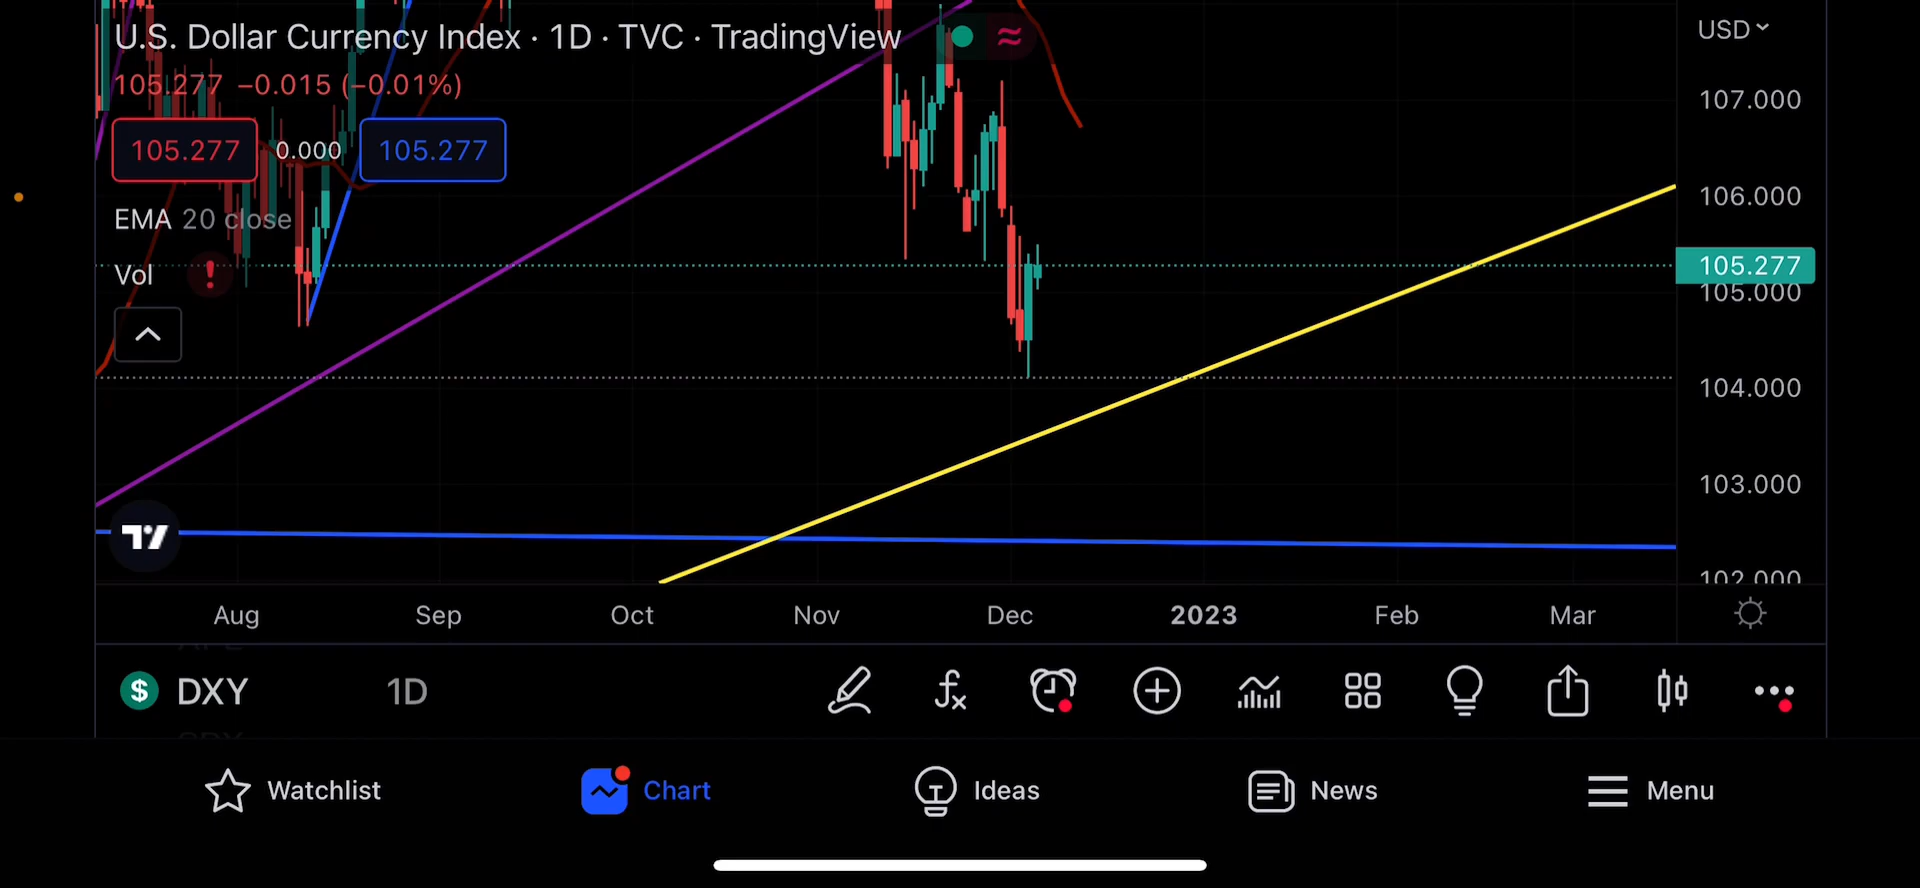 U.S. Dollar Currency Index · 1D · TVC · TradingView
USD
105.277 −0.015 (−0.01%)
107.000
105.277 0.000 105.277
106.000
EMA 20 close
105.277
Vol
105.000
104.000
103.000
102.000
Aug Sep Oct Nov Dec 2023 Feb Mar
$ DXY 1D
Watchlist Chart Ideas News Menu